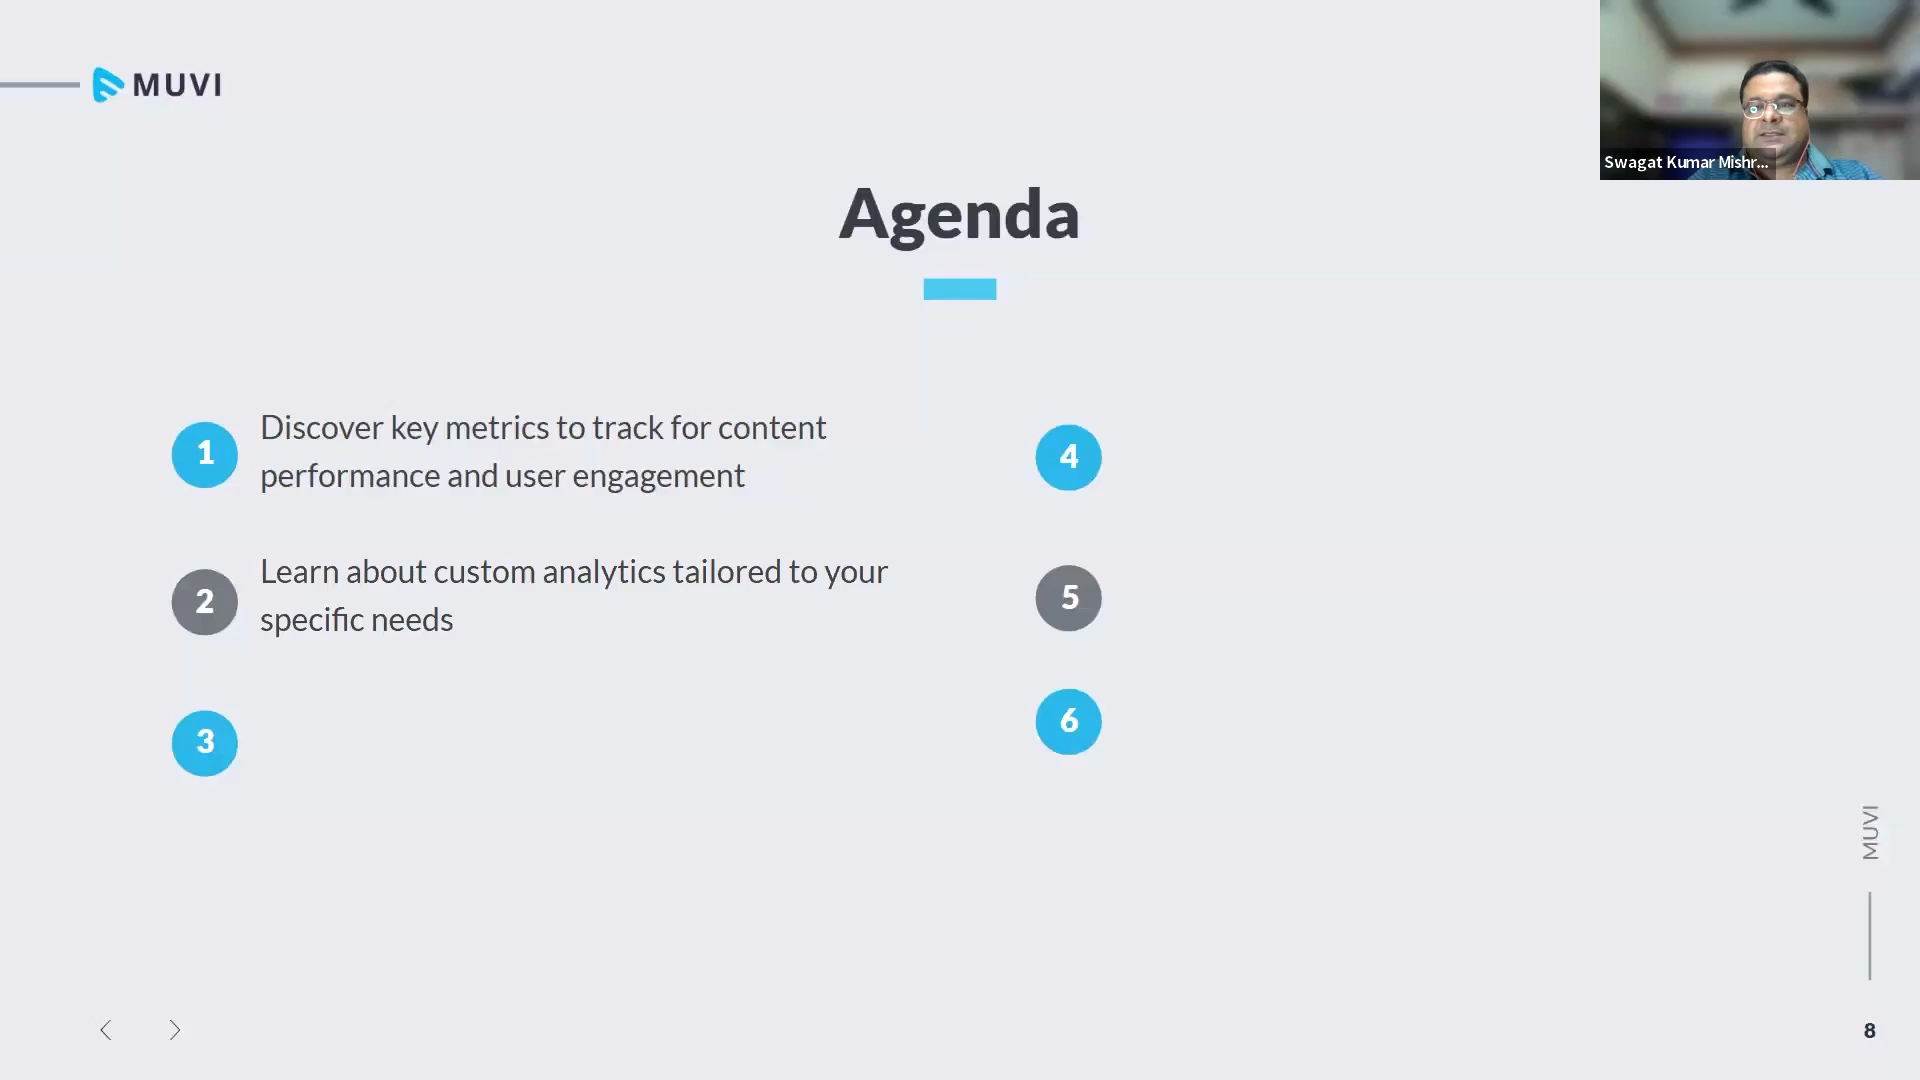 MUVI
Swagat Kumar Mishr...
Agenda
1
Discover key metrics to track for content
performance and user engagement
2
Learn about custom analytics tailored to your
specific needs
3
4
5
6
MUVI
8